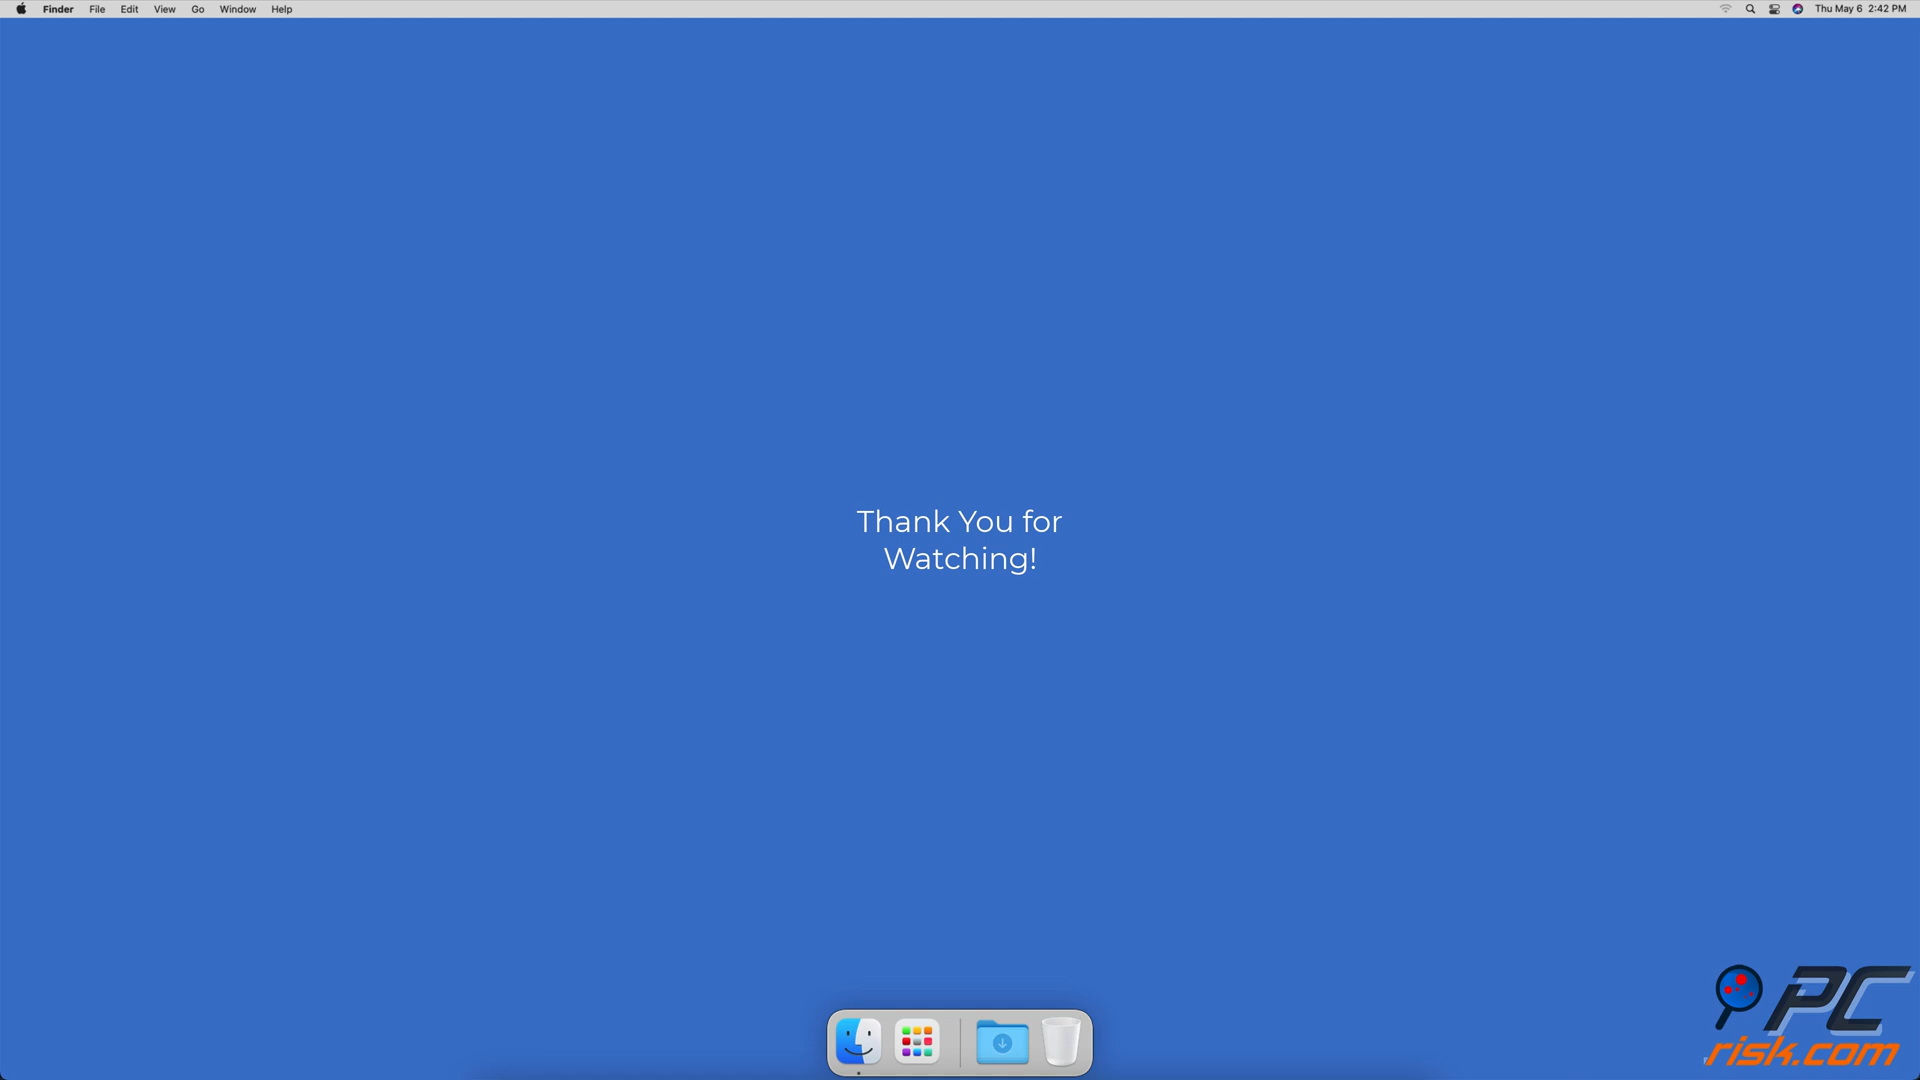 Finder File Edit View Go Window Help Thu May 6 2:42 PM
Thank You for
Watching!
PC
risk.com